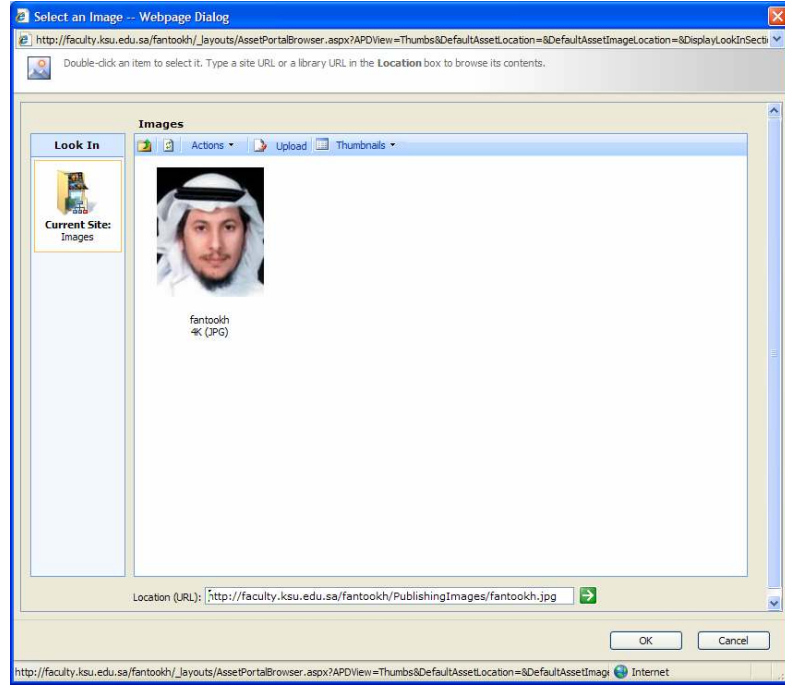 Select an Image -- Webpage Dialog
http://faculty.ksu.edu.sa/fantookh/_layouts/AssetPortalBrowser.aspx?APDView=Thumbs&DefaultAssetLocation=&DefaultAssetImageLocation=&DisplayLookInSecti
Double-click an item to select it. Type a site URL or a library URL in the Location box to browse its contents.
Images
Look In
Actions
Upload
Thumbnails
Current Site:
Images
fantookh
4K (JPG)
Location (URL): http://faculty.ksu.edu.sa/fantookh/PublishingImages/fantookh.jpg
OK
Cancel
http://faculty.ksu.edu.sa/fantookh/_layouts/AssetPortalBrowser.aspx?APDView=Thumbs&DefaultAssetLocation=&DefaultAssetImag
Internet